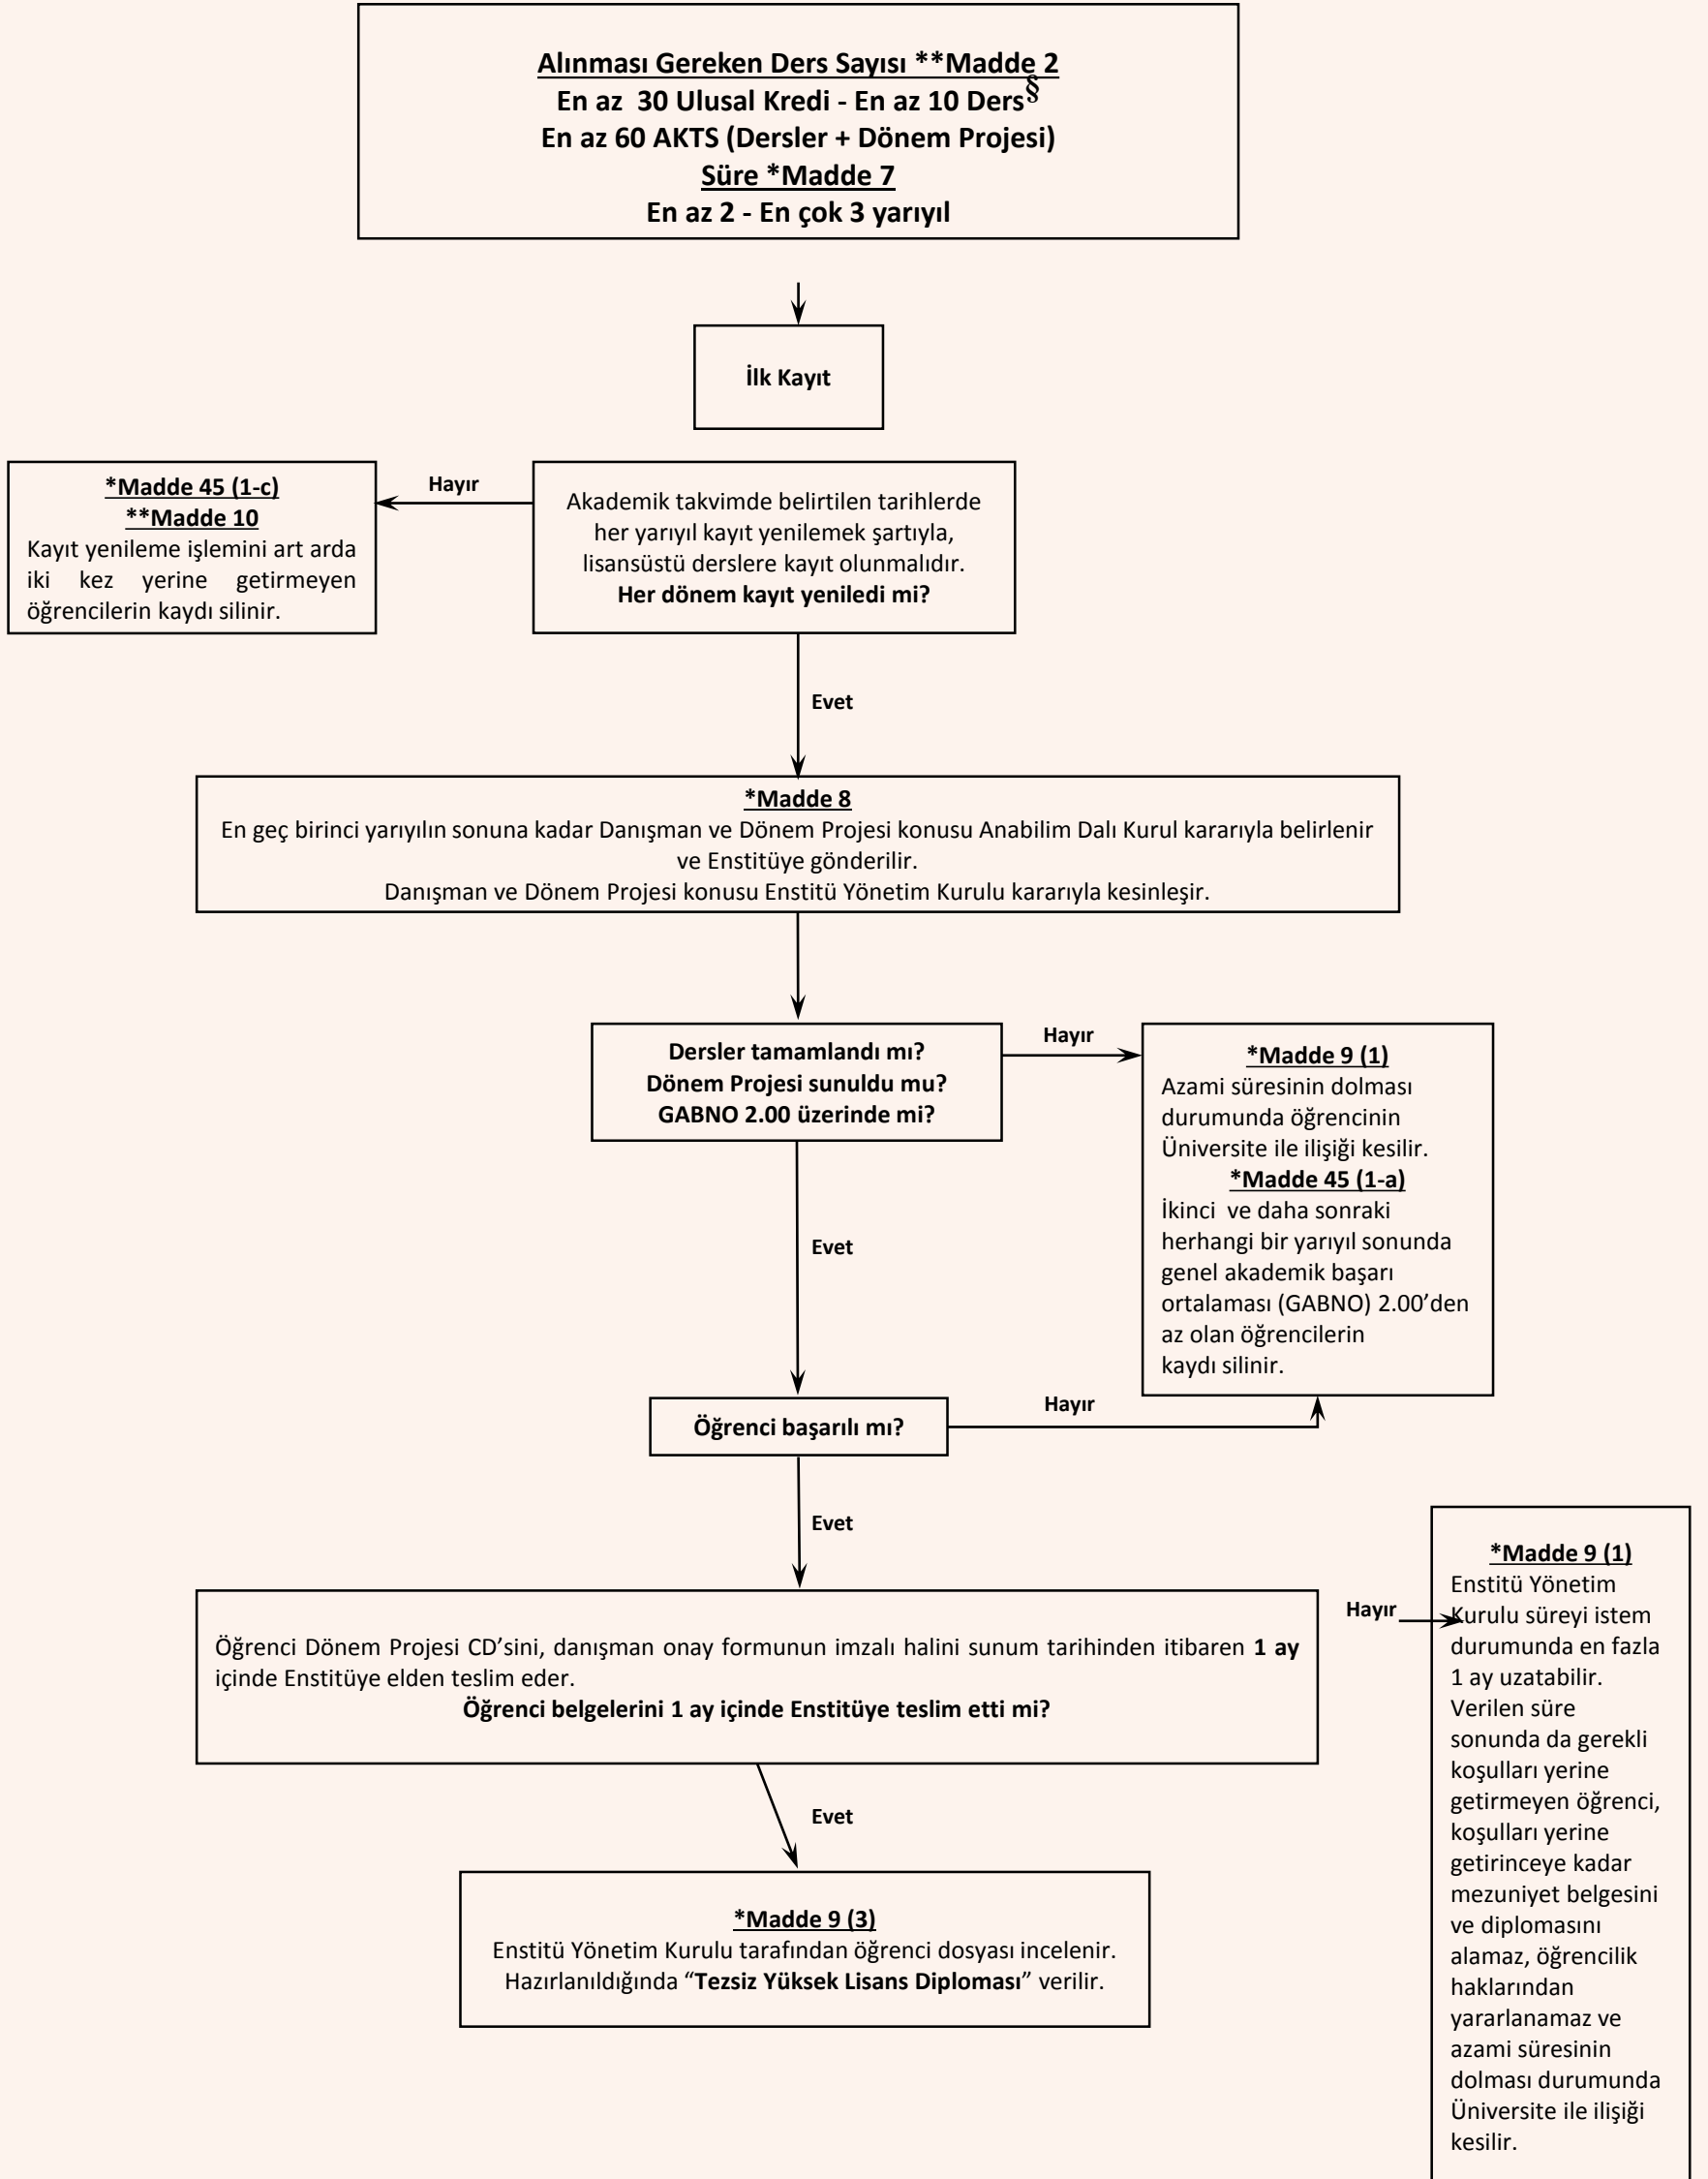 Alınması Gereken Ders Sayısı **Madde 2
En az  30 Ulusal Kredi - En az 10 Ders§
En az 60 AKTS (Dersler + Dönem Projesi)
Süre *Madde 7
En az 2 - En çok 3 yarıyıl
İlk Kayıt
*Madde 45 (1-c)
**Madde 10
Kayıt yenileme işlemini art arda
iki kez yerine getirmeyen
öğrencilerin kaydı silinir.
Hayır
Akademik takvimde belirtilen tarihlerde
her yarıyıl kayıt yenilemek şartıyla,
lisansüstü derslere kayıt olunmalıdır.
Her dönem kayıt yeniledi mi?
Evet
*Madde 8
En geç birinci yarıyılın sonuna kadar Danışman ve Dönem Projesi konusu Anabilim Dalı Kurul kararıyla belirlenir
ve Enstitüye gönderilir.
Danışman ve Dönem Projesi konusu Enstitü Yönetim Kurulu kararıyla kesinleşir.
Dersler tamamlandı mı?
Dönem Projesi sunuldu mu?
GABNO 2.00 üzerinde mi?
Hayır
*Madde 9 (1)
Azami süresinin dolması
durumunda öğrencinin
Üniversite ile ilişiği kesilir.
*Madde 45 (1-a)
İkinci  ve daha sonraki
herhangi bir yarıyıl sonunda
genel akademik başarı
ortalaması (GABNO) 2.00’den
az olan öğrencilerin
kaydı silinir.
Evet
Öğrenci başarılı mı?
Hayır
Evet
Öğrenci Dönem Projesi CD’sini, danışman onay formunun imzalı halini sunum tarihinden itibaren 1 ay
içinde Enstitüye elden teslim eder.
Öğrenci belgelerini 1 ay içinde Enstitüye teslim etti mi?
Hayır
*Madde 9 (1)
Enstitü Yönetim
Kurulu süreyi istem
durumunda en fazla
1 ay uzatabilir.
Verilen süre
sonunda da gerekli
koşulları yerine
getirmeyen öğrenci,
koşulları yerine
getirinceye kadar
mezuniyet belgesini
ve diplomasını
alamaz, öğrencilik
haklarından
yararlanamaz ve
azami süresinin
dolması durumunda
Üniversite ile ilişiği
kesilir.
Evet
*Madde 9 (3)
Enstitü Yönetim Kurulu tarafından öğrenci dosyası incelenir.
Hazırlanıldığında “Tezsiz Yüksek Lisans Diploması” verilir.